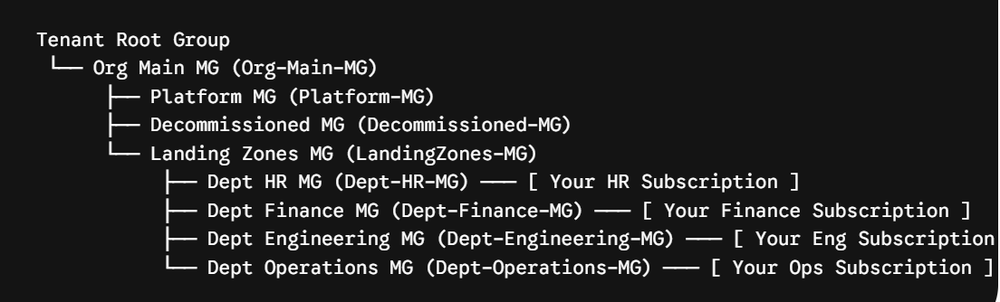 Tenant Root Group
└── Org Main MG (Org-Main-MG)
├── Platform MG (Platform-MG)
├── Decommissioned MG (Decommissioned-MG)
└── Landing Zones MG (LandingZones-MG)
├── Dept HR MG (Dept-HR-MG) ─── [ Your HR Subscription ]
├── Dept Finance MG (Dept-Finance-MG) ─── [ Your Finance Subscription ]
├── Dept Engineering MG (Dept-Engineering-MG) ─── [ Your Eng Subscription
└── Dept Operations MG (Dept-Operations-MG) ─── [ Your Ops Subscription ]